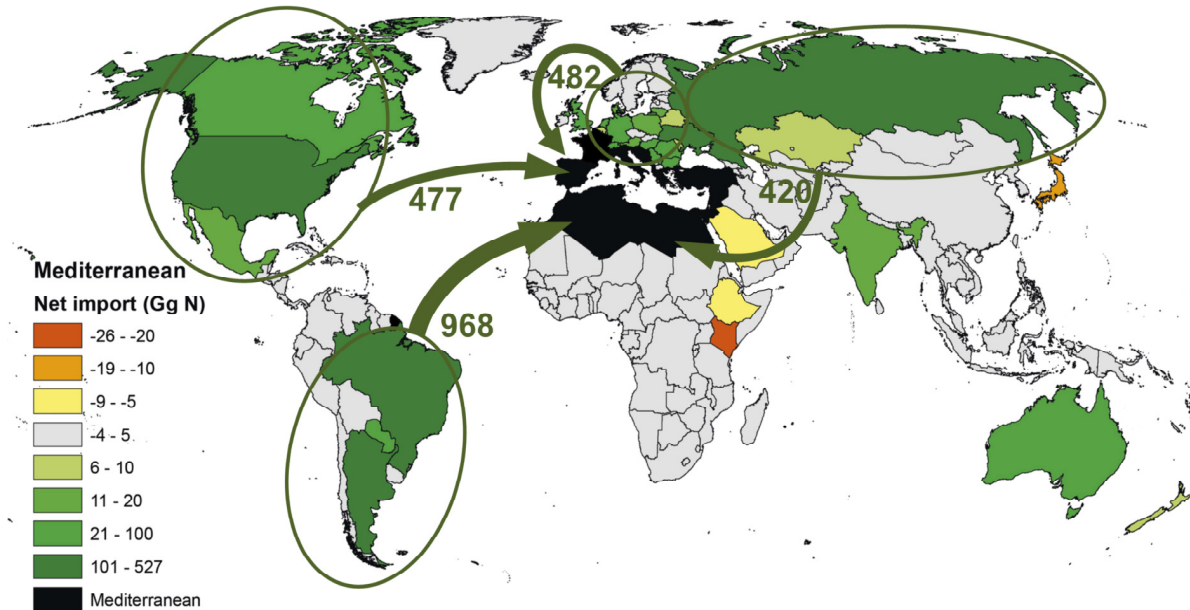 482
477
420
968
Mediterranean
Net import (Gg N)
-26 - -20
-19 - -10
-9 - -5
-4 - 5
6 - 10
11 - 20
21 - 100
101 - 527
Mediterranean